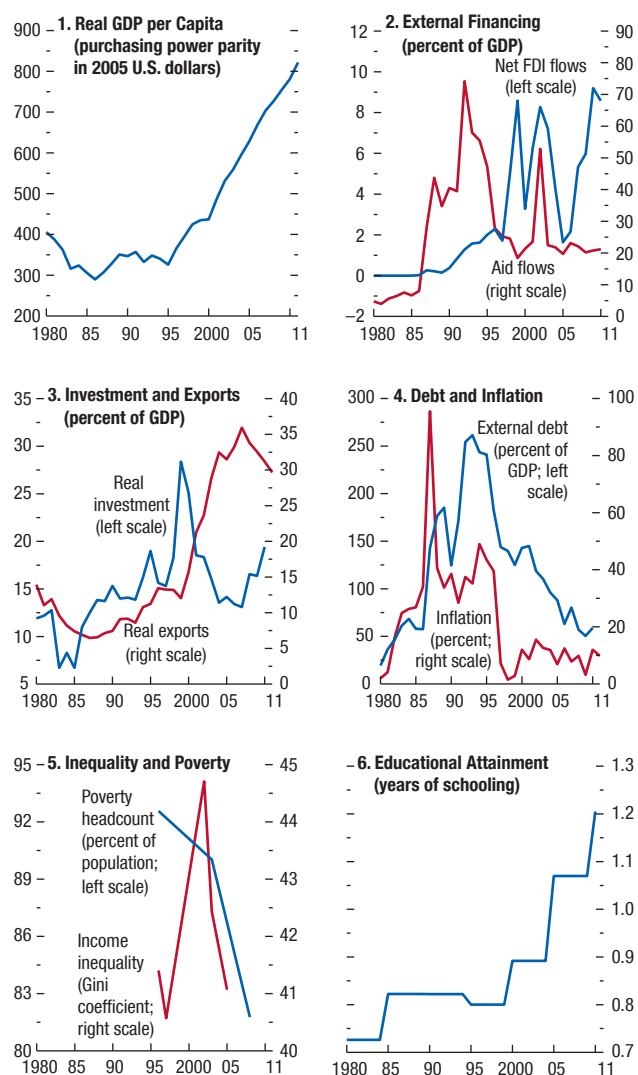 1. Real GDP per Capita
(purchasing power parity
in 2005 U.S. dollars)
900
800
700
600
500
400
300
200
1980 85 90 95 2000 05 11
2. External Financing
(percent of GDP)
Net FDI flows
(left scale)
Aid flows
(right scale)
12
10
8
6
4
2
0
−2
90
80
70
60
50
40
30
20
10
0
1980 85 90 95 2000 05 11
3. Investment and Exports
(percent of GDP)
Real
investment
(left scale)
Real exports
(right scale)
35
30
25
20
15
10
5
40
35
30
25
20
15
10
5
0
1980 85 90 95 2000 05 11
4. Debt and Inflation
External debt
(percent of
GDP; left
scale)
Inflation
(percent;
right scale)
300
250
200
150
100
50
0
100
80
60
40
20
0
1980 85 90 95 2000 05 11
5. Inequality and Poverty
Poverty
headcount
(percent of
population;
left scale)
Income
inequality
(Gini
coefficient;
right scale)
95
92
89
86
83
80
45
44
43
42
41
40
1980 85 90 95 2000 05 11
6. Educational Attainment
(years of schooling)
1.3
1.2
1.1
1.0
0.9
0.8
0.7
1980 85 90 95 2000 05 11